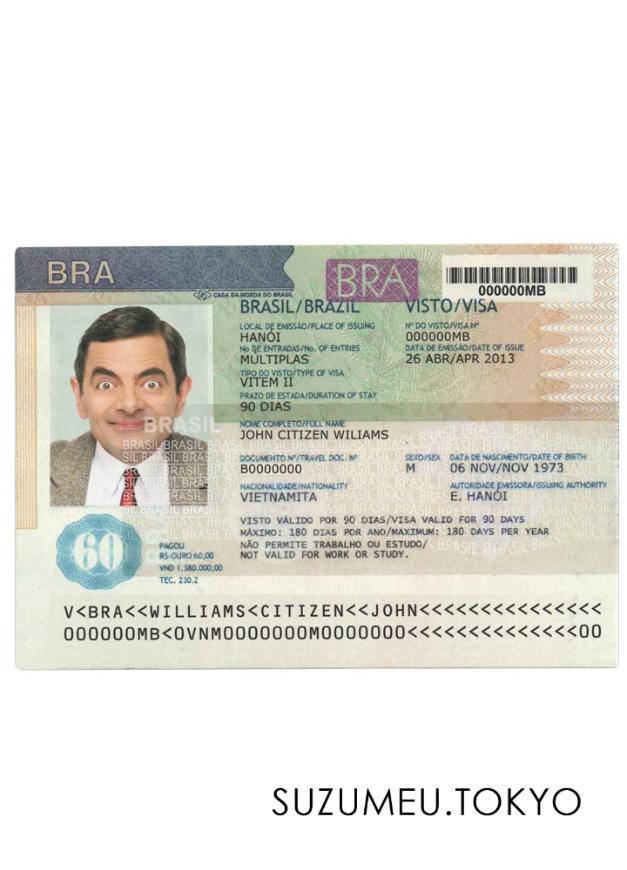 BRA
BRA
000000MB
CASA DA MOEDA DO BRASIL
BRASIL/BRAZIL VISTO/VISA
LOCAL DE EMISSÃO/PLACE OF ISSUING Nº DO VISTO/VISA Nº
HANÓI 000000MB
No DE ENTRADAS/No. OF ENTRIES DATA DE EMISSÃO/DATE OF ISSUE
MÚLTIPLAS 26 ABR/APR 2013
TIPO DO VISTO/TYPE OF VISA
VITEM II
PRAZO DE ESTADA/DURATION OF STAY
90 DIAS
NOME COMPLETO/FULL NAME
JOHN CITIZEN WILIAMS
DOCUMENTO Nº/TRAVEL DOC. Nº SEXO/SEX DATA DE NASCIMENTO/DATE OF BIRTH
B0000000 M 06 NOV/NOV 1973
NACIONALIDADE/NATIONALITY AUTORIDADE EMISSORA/ISSUING AUTHORITY
VIETNAMITA E. HANÓI
VISTO VÁLIDO POR 90 DIAS/VISA VALID FOR 90 DAYS
MÁXIMO: 180 DIAS POR ANO/MAXIMUM: 180 DAYS PER YEAR
NÃO PERMITE TRABALHO OU ESTUDO/
NOT VALID FOR WORK OR STUDY.
BRASIL
60
PAGOU
R$-OURO 60,00
VND 1.380.000,00
TEC. 230.2
V<BRA<<WILLIAMS<CITIZEN<<JOHN<<<<<<<<<<<<<<<
000000MB<0VNM0000000M0000000<<<<<<<<<<<<<<00
SUZUMEU.TOKYO